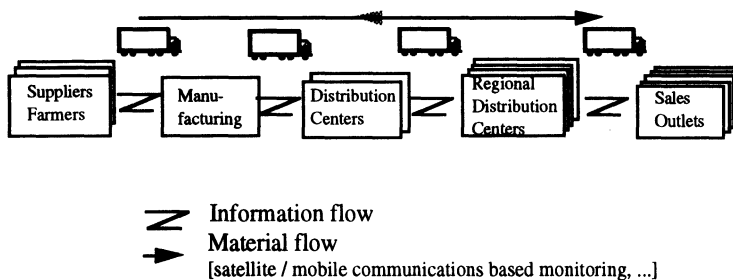 Suppliers
Farmers
Manu-
facturing
Distribution
Centers
Regional
Distribution
Centers
Sales
Outlets
Information flow
Material flow
[satellite / mobile communications based monitoring, ...]